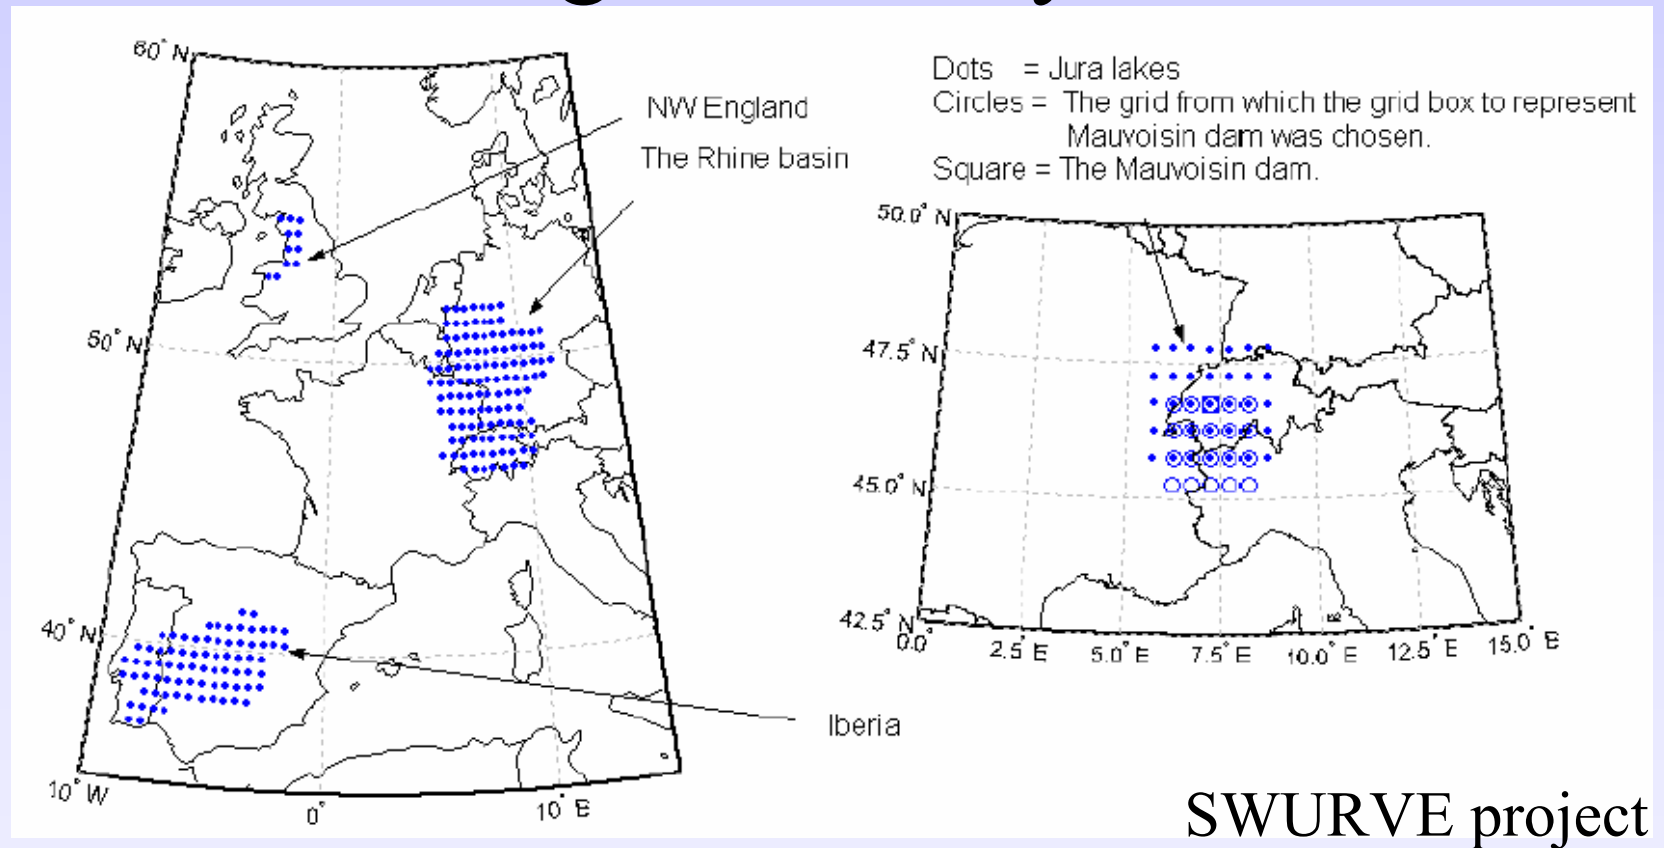 60° N
50° N
40° N
10° W
0°
10° E
NW England
The Rhine basin
Iberia
Dots = Jura lakes
Circles = The grid from which the grid box to represent
Mauvoisin dam was chosen.
Square = The Mauvoisin dam.
50.0° N
47.5° N
45.0° N
42.5° N
0.0°
2.5° E
5.0° E
7.5° E
10.0° E
12.5° E
15.0° E
SWURVE project